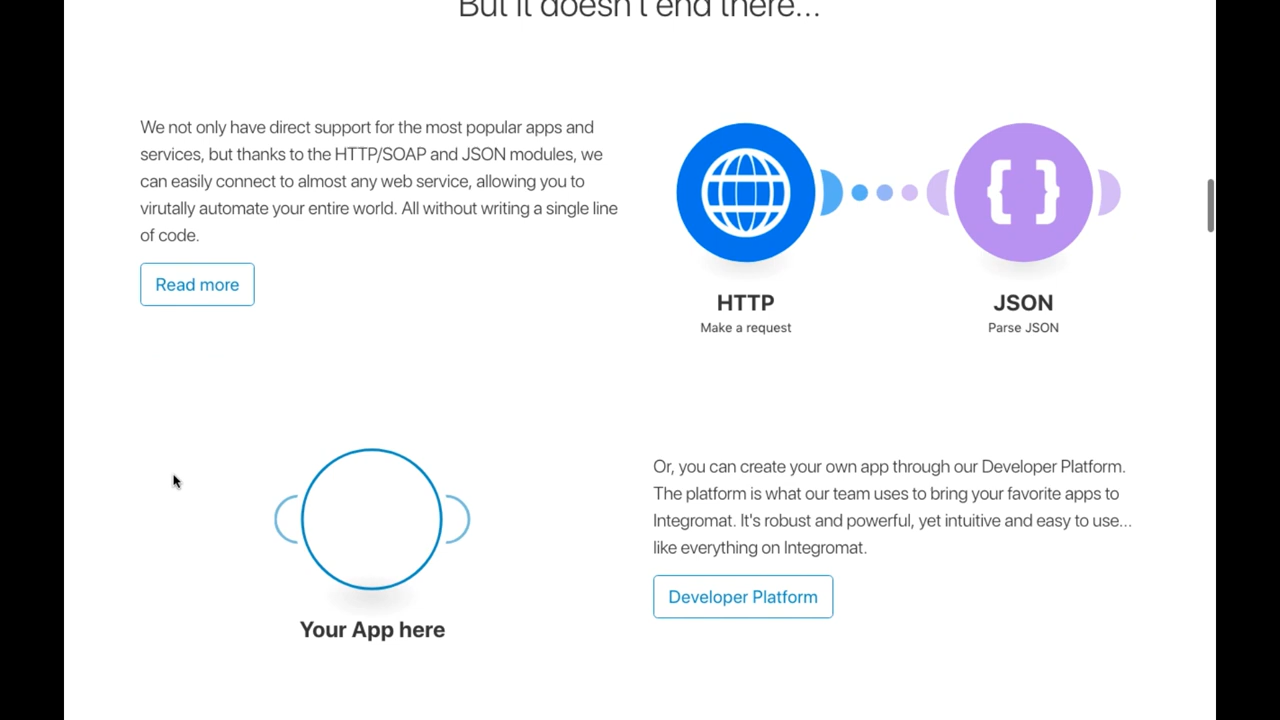 But it doesn't end there...
We not only have direct support for the most popular apps and
services, but thanks to the HTTP/SOAP and JSON modules, we
can easily connect to almost any web service, allowing you to
virutally automate your entire world. All without writing a single line
of code.
Read more
HTTP
Make a request
{ }
JSON
Parse JSON
Or, you can create your own app through our Developer Platform.
The platform is what our team uses to bring your favorite apps to
Integromat. It's robust and powerful, yet intuitive and easy to use...
like everything on Integromat.
Developer Platform
Your App here